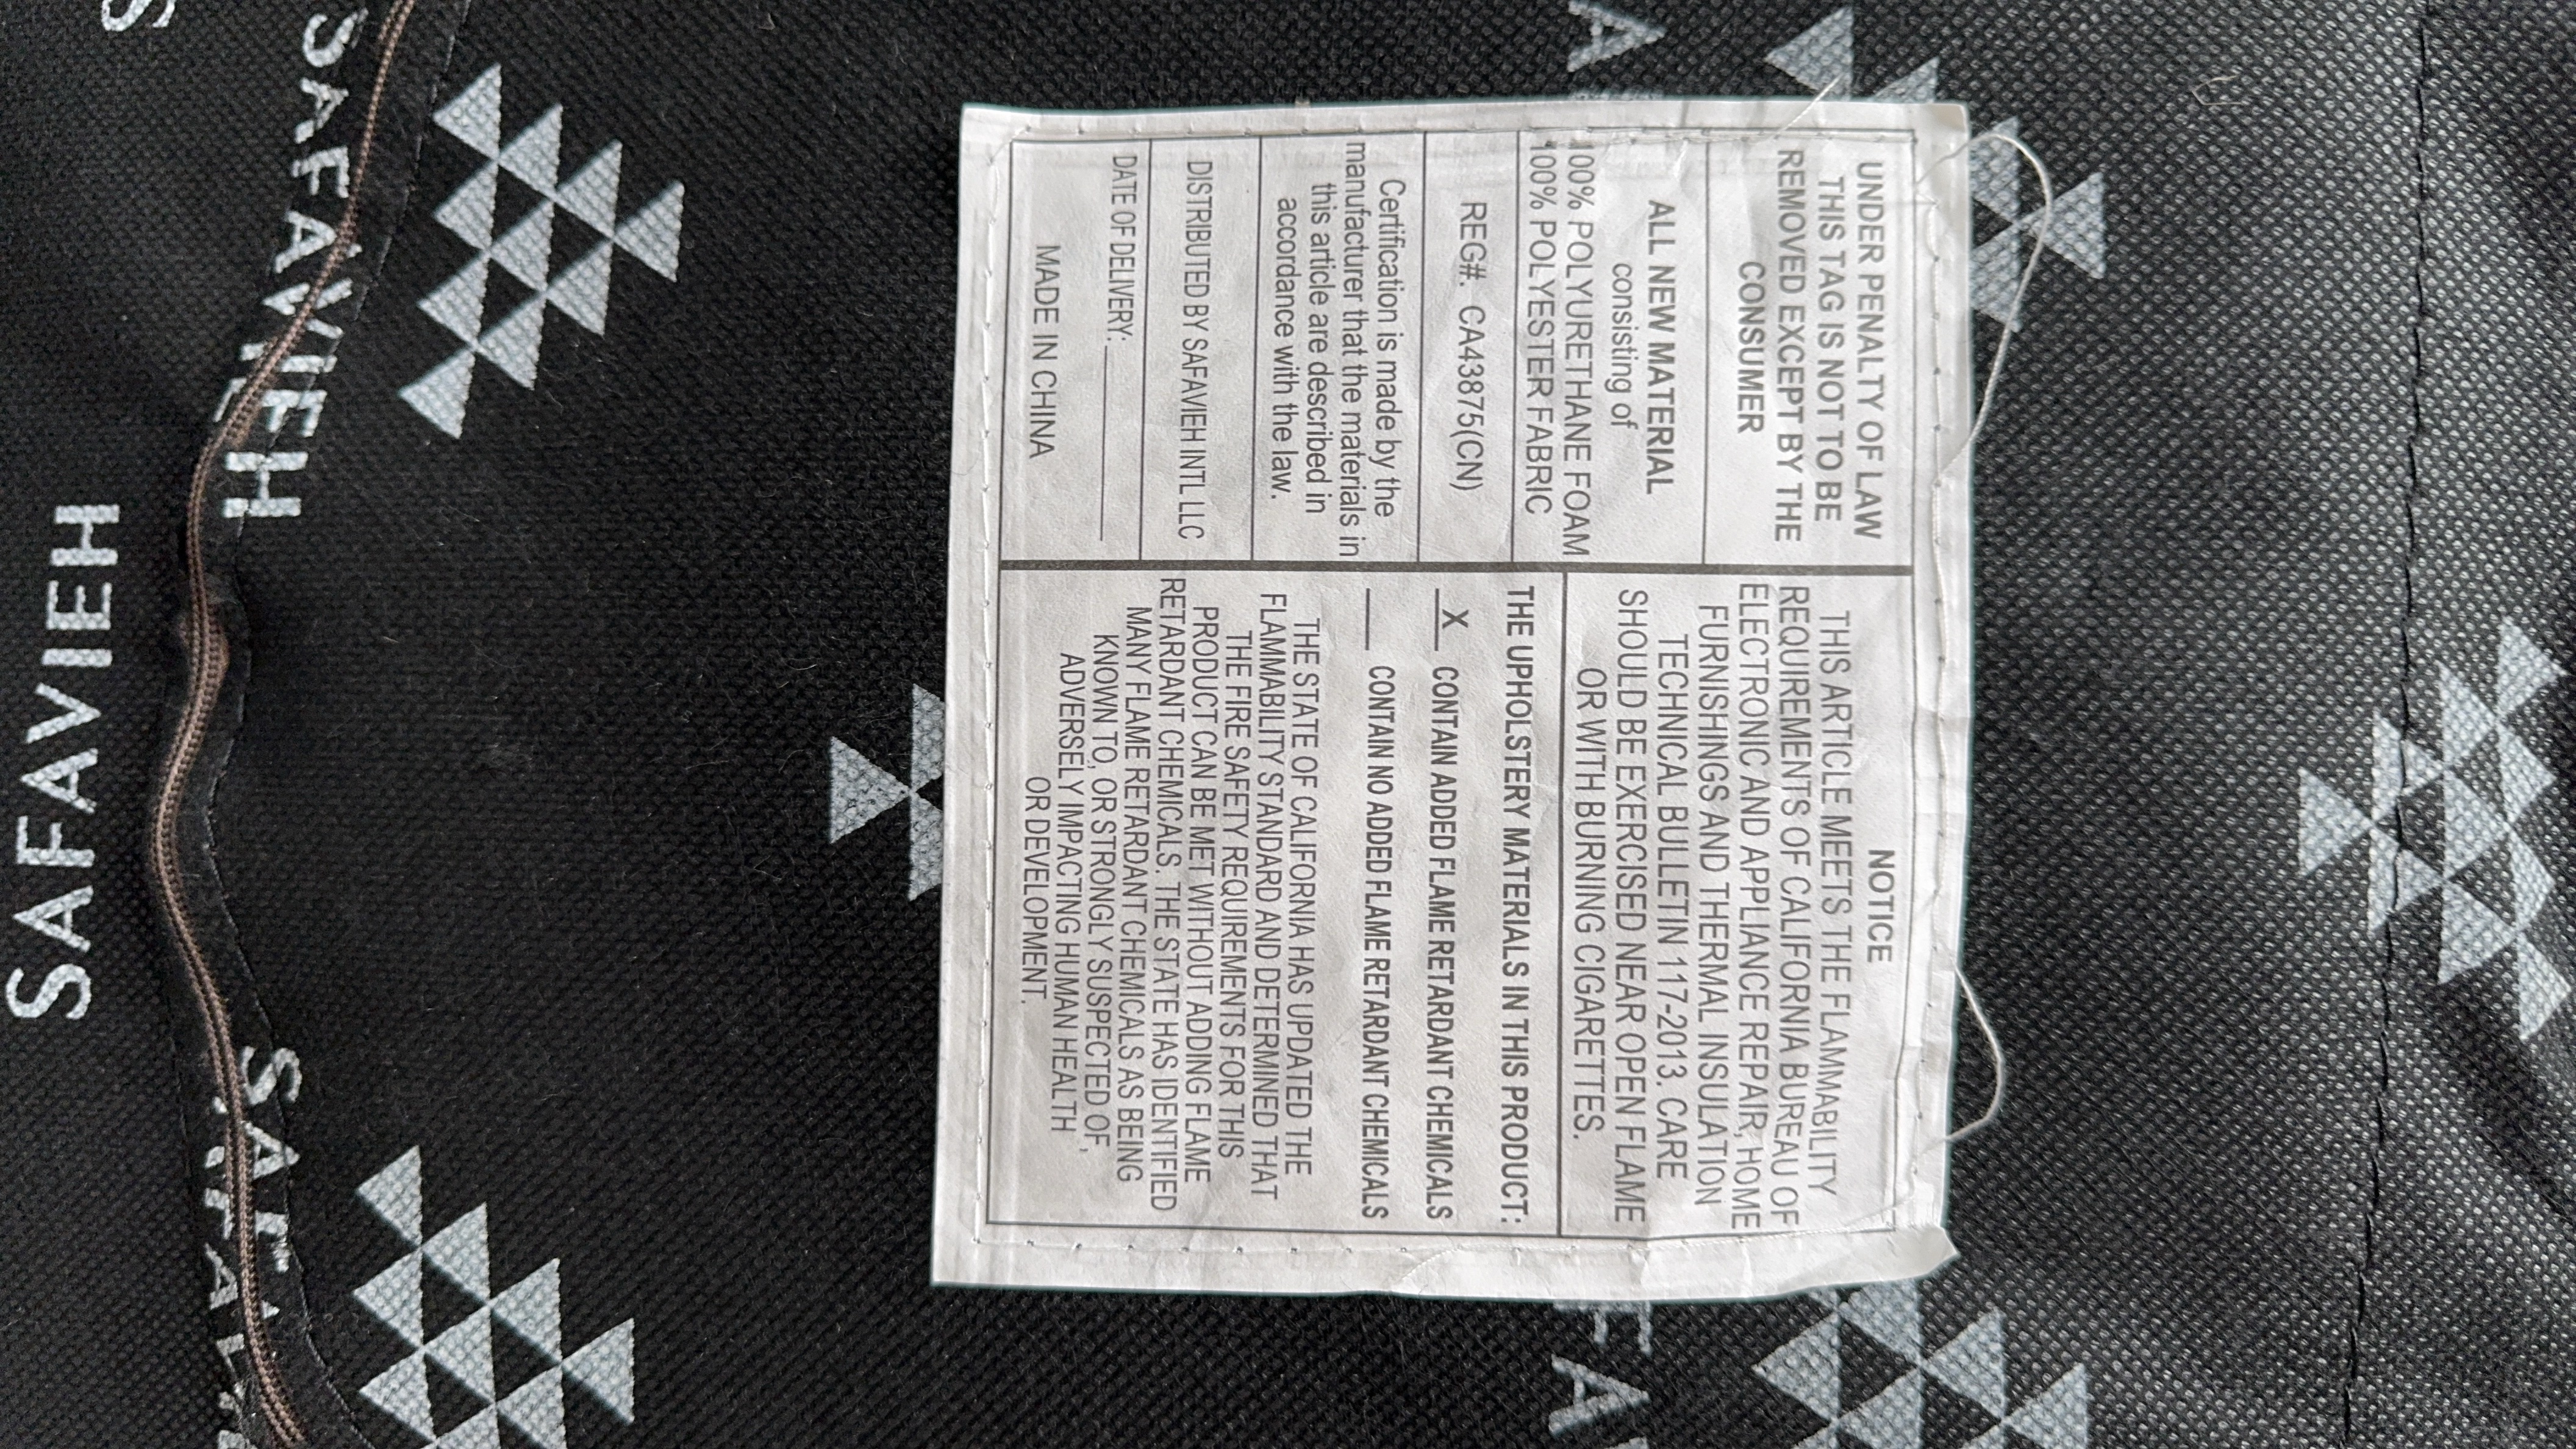 UNDER PENALTY OF LAW
THIS TAG IS NOT TO BE
REMOVED EXCEPT BY THE
CONSUMER
ALL NEW MATERIAL
consisting of
100% POLYURETHANE FOAM
100% POLYESTER FABRIC
REG#. CA43875(CN)
Certification is made by the
manufacturer that the materials in
this article are described in
accordance with the law.
DISTRIBUTED BY SAFAVIEH INTL LLC
DATE OF DELIVERY: ________
MADE IN CHINA
NOTICE
THIS ARTICLE MEETS THE FLAMMABILITY
REQUIREMENTS OF CALIFORNIA BUREAU OF
ELECTRONIC AND APPLIANCE REPAIR, HOME
FURNISHINGS AND THERMAL INSULATION
TECHNICAL BULLETIN 117-2013. CARE
SHOULD BE EXERCISED NEAR OPEN FLAME
OR WITH BURNING CIGARETTES.
THE UPHOLSTERY MATERIALS IN THIS PRODUCT:
X CONTAIN ADDED FLAME RETARDANT CHEMICALS
___ CONTAIN NO ADDED FLAME RETARDANT CHEMICALS
THE STATE OF CALIFORNIA HAS UPDATED THE
FLAMMABILITY STANDARD AND DETERMINED THAT
THE FIRE SAFETY REQUIREMENTS FOR THIS
PRODUCT CAN BE MET WITHOUT ADDING FLAME
RETARDANT CHEMICALS. THE STATE HAS IDENTIFIED
MANY FLAME RETARDANT CHEMICALS AS BEING
KNOWN TO, OR STRONGLY SUSPECTED OF,
ADVERSELY IMPACTING HUMAN HEALTH
OR DEVELOPMENT.
SAFAVIEH
SAFAVIEH